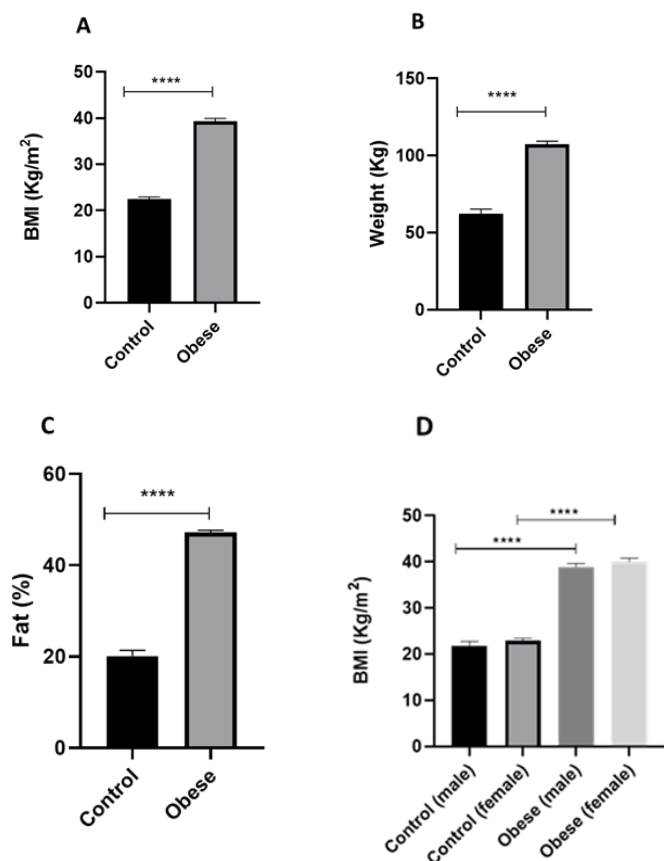 A
BMI (Kg/m²)
50
40
30
20
10
0
****
Control
Obese
B
Weight (Kg)
150
100
50
0
****
Control
Obese
C
Fat (%)
60
40
20
0
****
Control
Obese
D
BMI (Kg/m²)
50
40
30
20
10
0
****
****
Control (male)
Control (female)
Obese (male)
Obese (female)